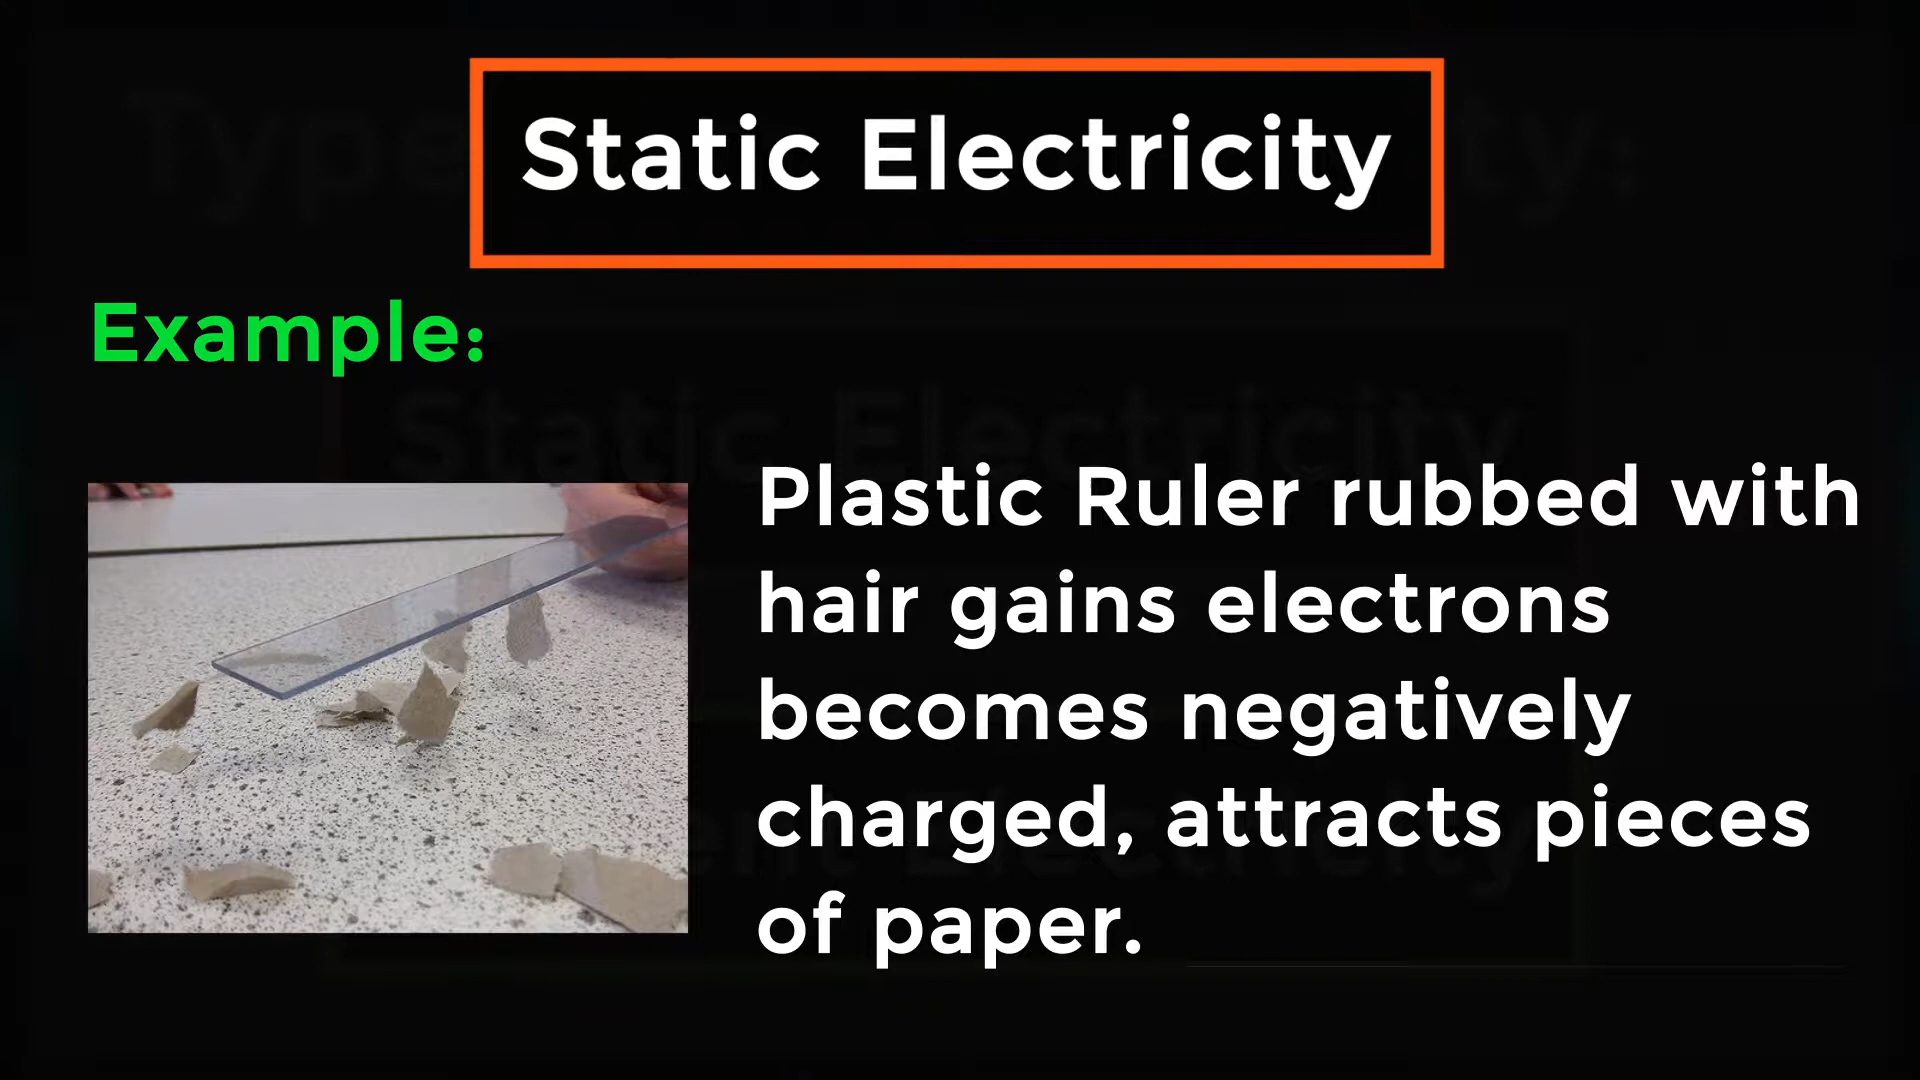 Static Electricity
Example:
Plastic Ruler rubbed with
hair gains electrons
becomes negatively
charged, attracts pieces
of paper.